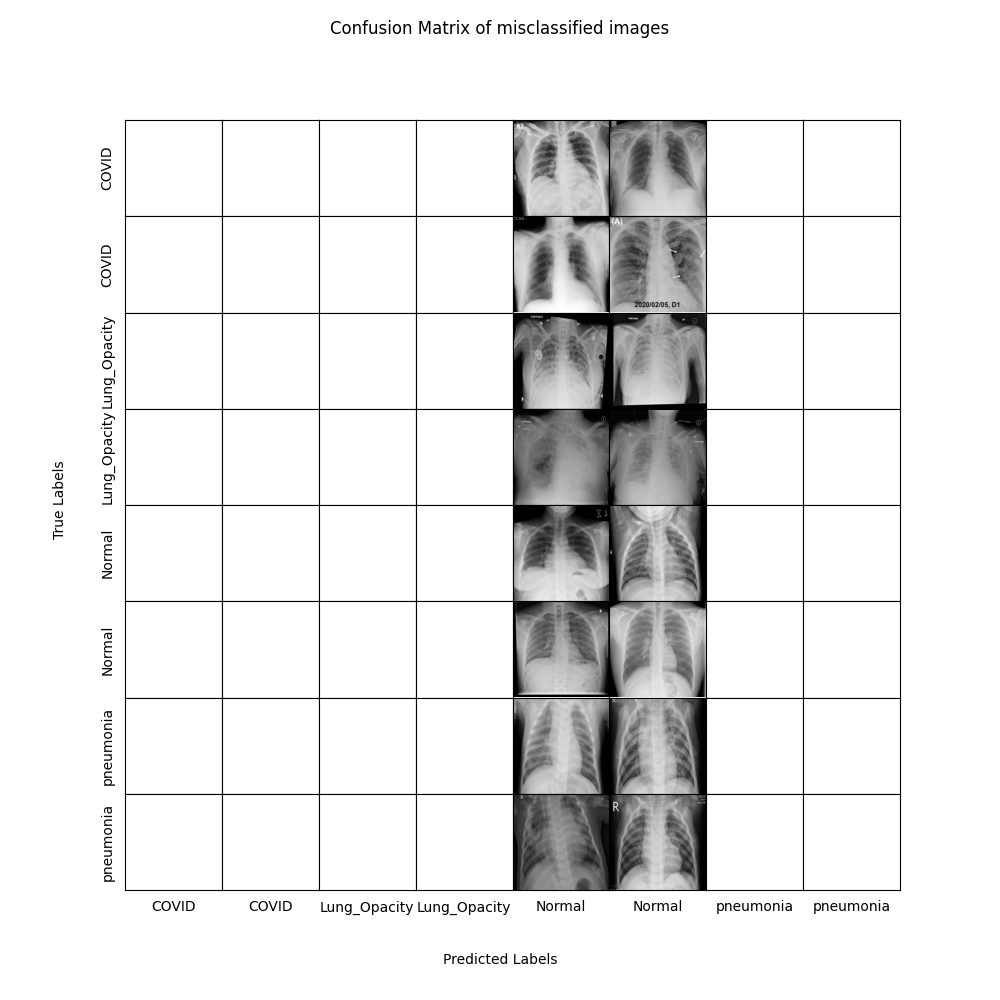 Confusion Matrix of misclassified images
COVID
(A)
COVID
2020/02/05, D1
Lung_Opacity
Lung_Opacity
True Labels
Normal
Normal
pneumonia
R
pneumonia
COVID COVID Lung_Opacity Lung_Opacity Normal Normal pneumonia pneumonia
Predicted Labels